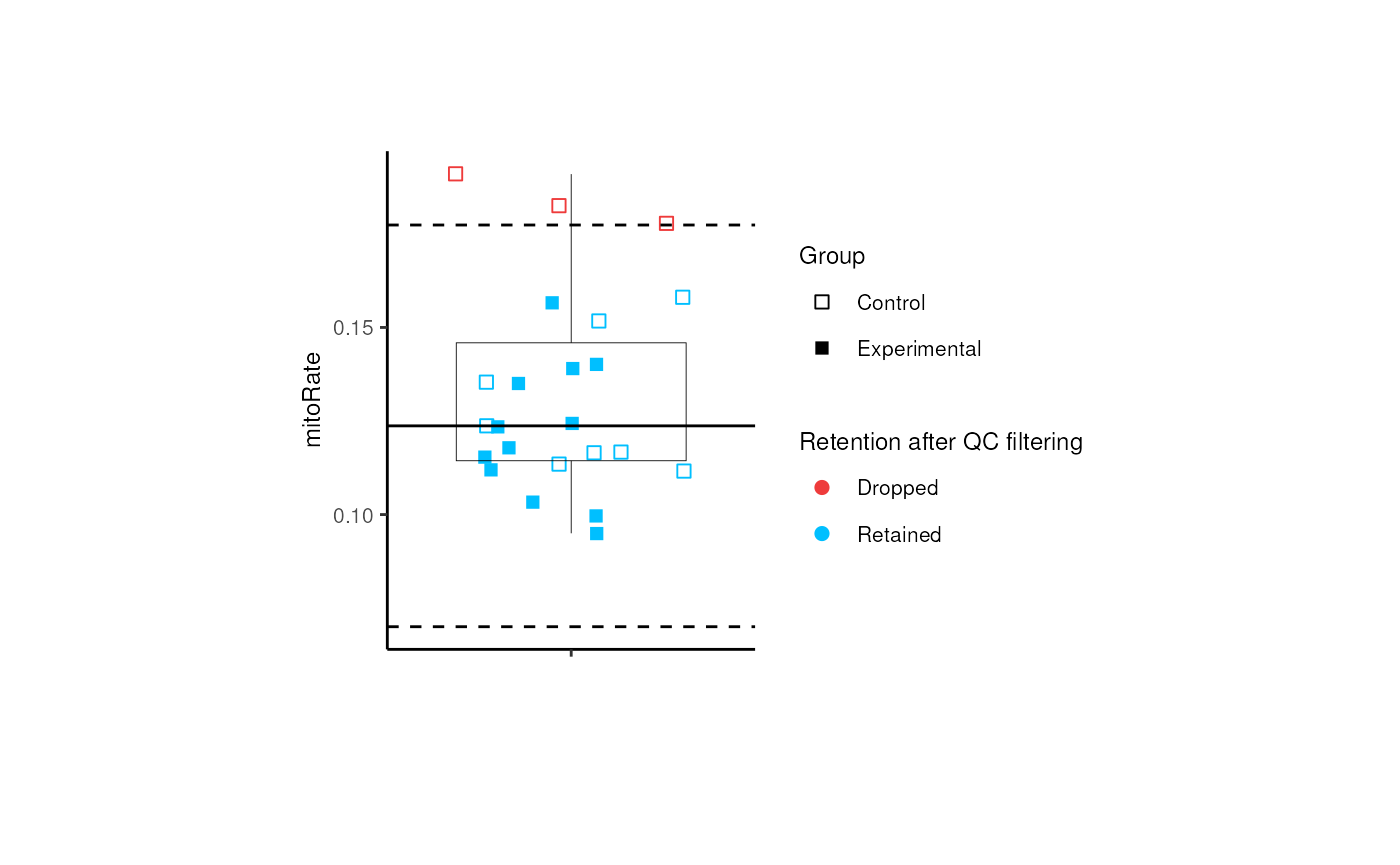 mitoRate
0.15
0.10
Group
Control
Experimental
Retention after QC filtering
Dropped
Retained